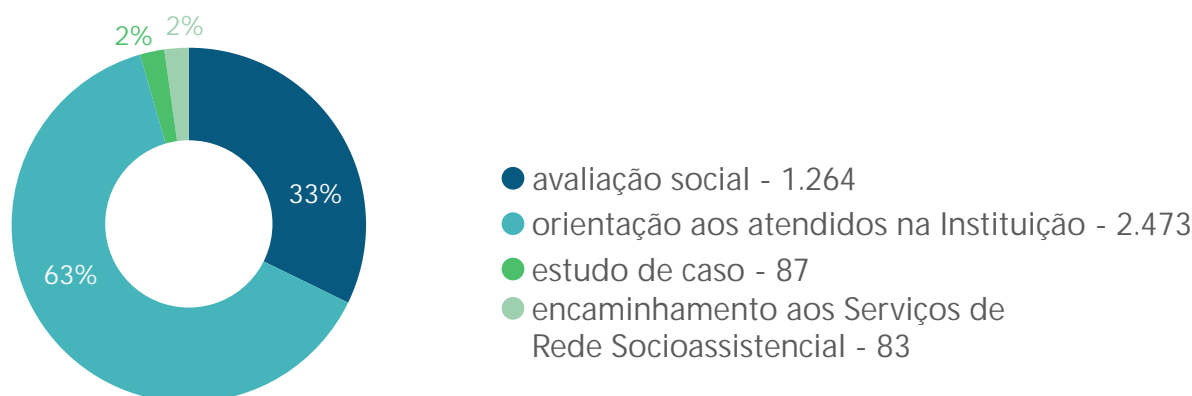 2%
2%
33%
63%
avaliação social - 1.264
orientação aos atendidos na Instituição - 2.473
estudo de caso - 87
encaminhamento aos Serviços de
Rede Socioassistencial - 83